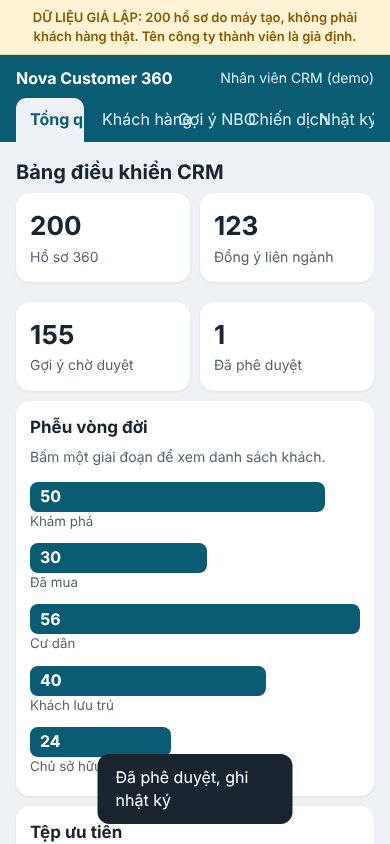 DỮ LIỆU GIẢ LẬP: 200 hồ sơ do máy tạo, không phải
khách hàng thật. Tên công ty thành viên là giả định.
Nova Customer 360
Nhân viên CRM (demo)
Tổng q
Khách hàng
Gợi ý NBO
Chiến dịch
Nhật ký
Bảng điều khiển CRM
200
Hồ sơ 360
123
Đồng ý liên ngành
155
Gợi ý chờ duyệt
1
Đã phê duyệt
Phễu vòng đời
Bấm một giai đoạn để xem danh sách khách.
50
Khám phá
30
Đã mua
56
Cư dân
40
Khách lưu trú
24
Chủ sở hữu
Đã phê duyệt, ghi
nhật ký
Tệp ưu tiên